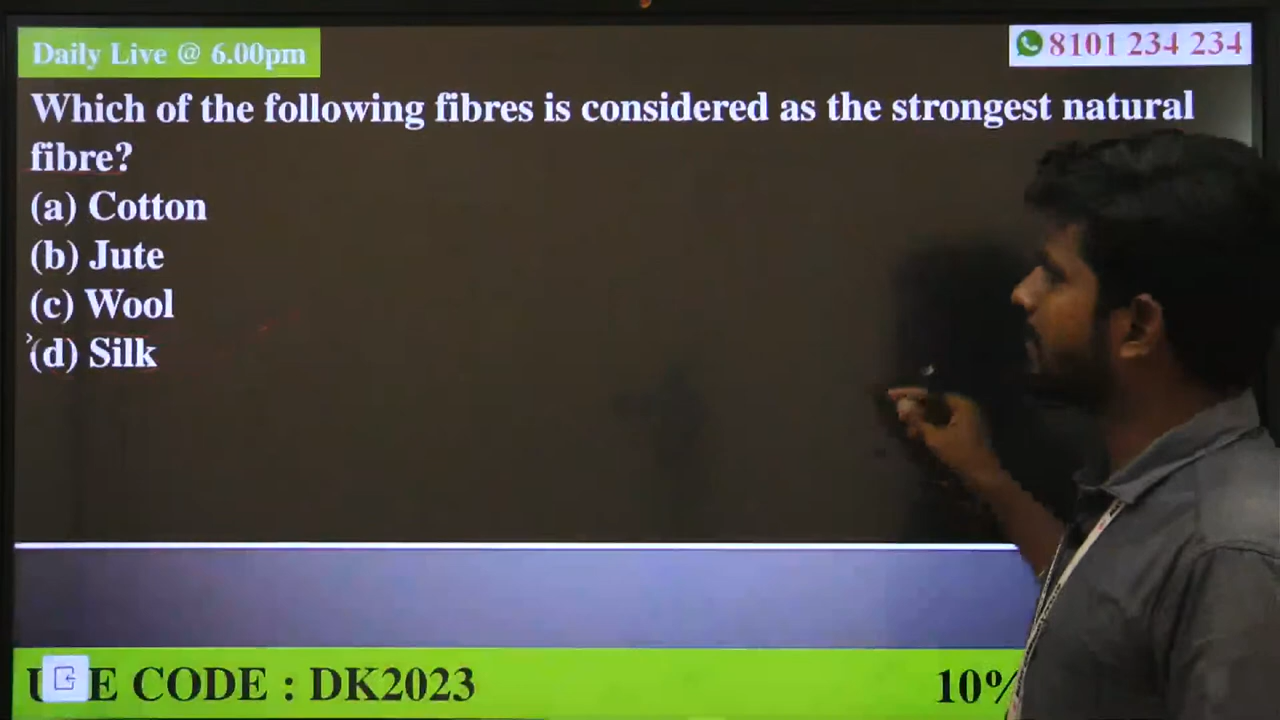 Daily Live @ 6.00pm
8101 234 234
Which of the following fibres is considered as the strongest natural
fibre?
(a) Cotton
(b) Jute
(c) Wool
(d) Silk
CODE : DK2023
10%